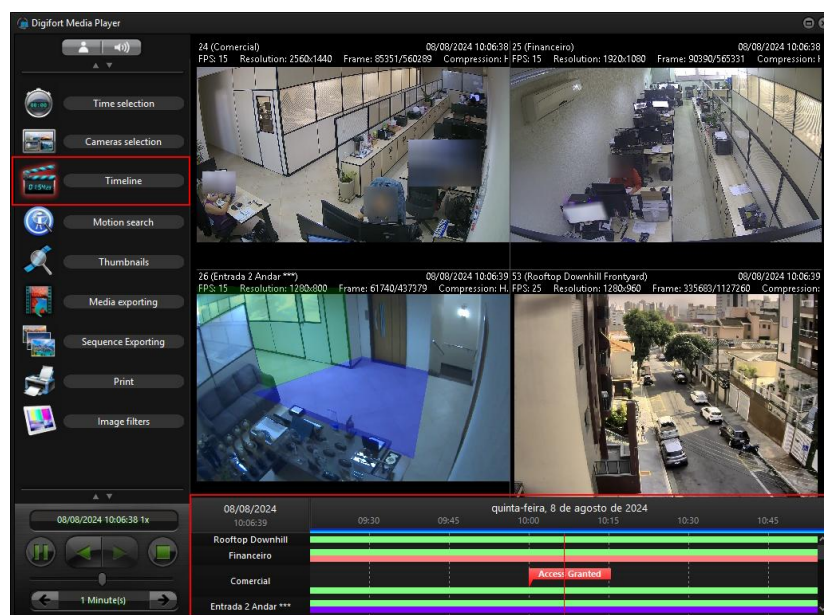 Digifort Media Player
24 (Comercial) 08/08/2024 10:06:38
FPS: 15 Resolution: 2560x1440 Frame: 85351/560289 Compression: H
25 (Financeiro) 08/08/2024 10:06:38
FPS: 15 Resolution: 1920x1080 Frame: 90390/565331 Compression: H
Time selection
Cameras selection
Timeline
Motion search
Thumbnails
Media exporting
Sequence Exporting
Print
Image filters
26 (Entrada 2 Andar ***) 08/08/2024 10:06:39
FPS: 15 Resolution: 1280x800 Frame: 61740/437379 Compression: H.
53 (Rooftop Downhill Frontyard) 08/08/2024 10:06:39
FPS: 25 Resolution: 1280x960 Frame: 335683/1127260 Compression:
08/08/2024 10:06:38 1x
1 Minute(s)
08/08/2024
10:06:39
quinta-feira, 8 de agosto de 2024
09:30 09:45 10:00 10:15 10:30 10:45
Rooftop Downhill
Financeiro
Comercial
Access Granted
Entrada 2 Andar ***